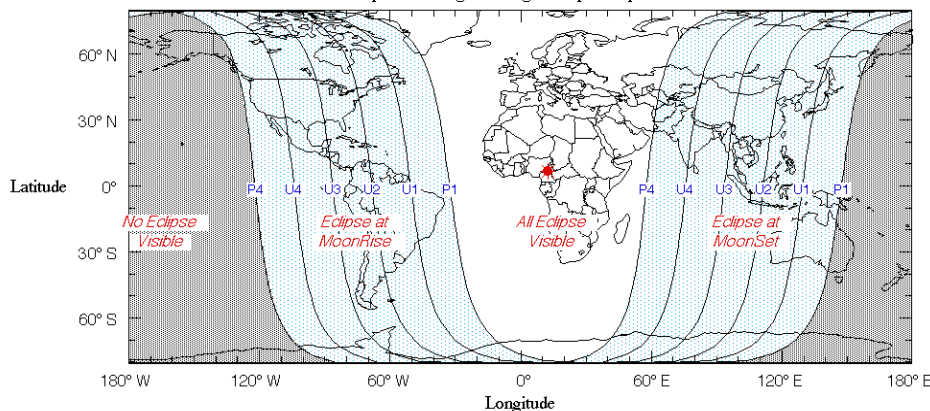 60° N
30° N
Latitude
0°
30° S
60° S
P4 U4 U3 U2 U1 P1 P4 U4 U3 U2 U1 P1
No Eclipse
Visible
Eclipse at
MoonRise
All Eclipse
Visible
Eclipse at
MoonSet
180° W 120° W 60° W 0° 60° E 120° E 180° E
Longitude